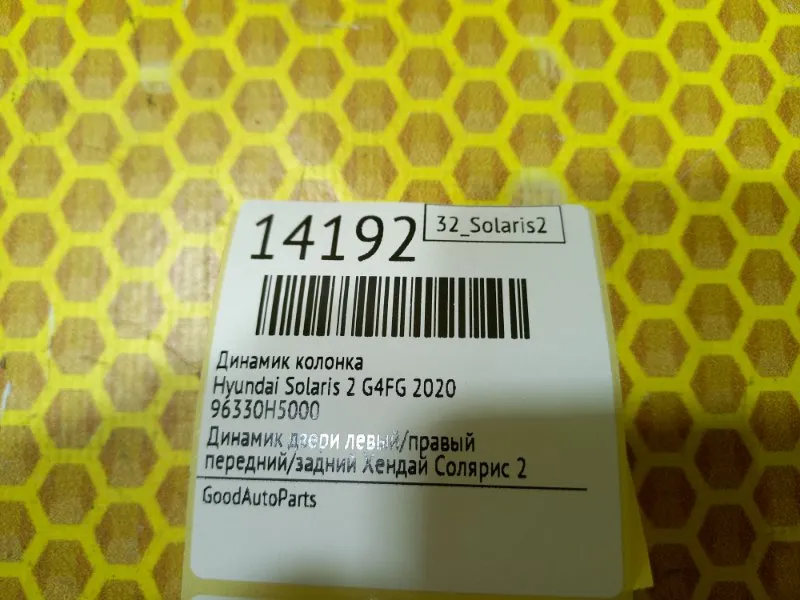 14192
32_Solaris2
Динамик колонка
Hyundai Solaris 2 G4FG 2020
96330H5000
Динамик двери левый/правый
передний/задний Хендай Солярис 2
GoodAutoParts